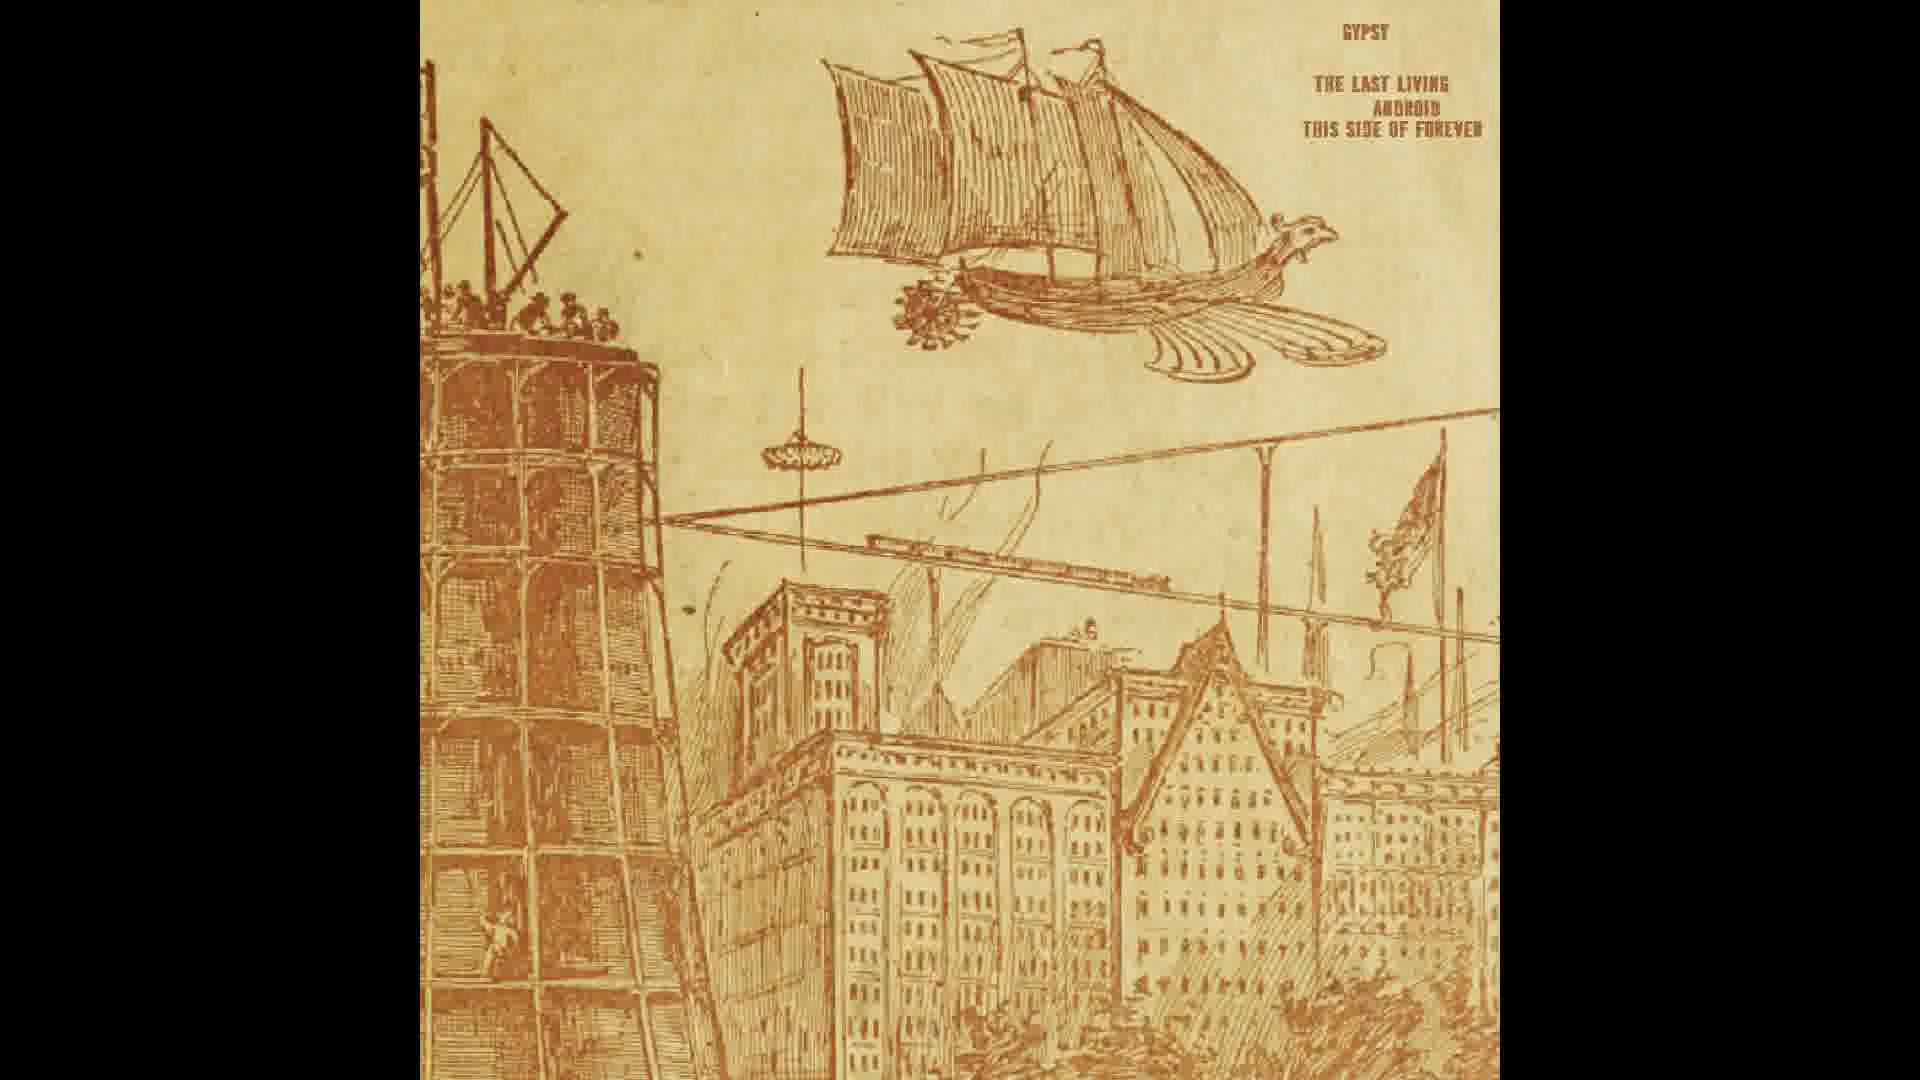 GYPSY
THE LAST LIVING
ANDROID
THIS SIDE OF FOREVER